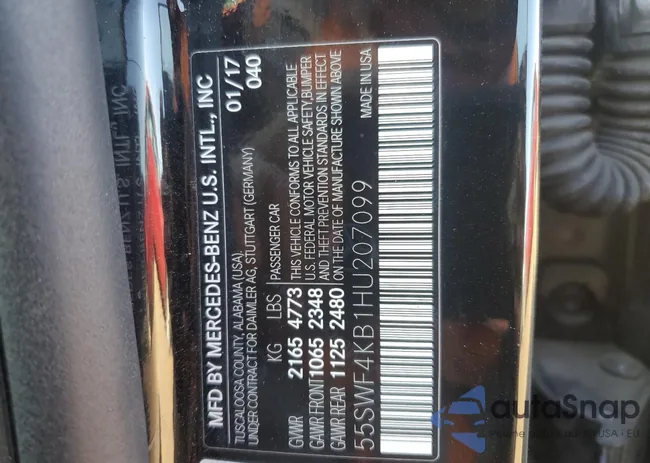 MFD BY MERCEDES-BENZ U.S. INTL., INC
TUSCALOOSA COUNTY, ALABAMA (USA)
UNDER CONTRACT FOR DAIMLER AG, STUTTGART (GERMANY)
01/17
040
KG LBS PASSENGER CAR
GVWR 2165 4773
GAWR FRONT 1065 2348
GAWR REAR 1125 2480
THIS VEHICLE CONFORMS TO ALL APPLICABLE
U.S. FEDERAL MOTOR VEHICLE SAFETY,BUMPER
AND THEFT PREVENTION STANDARDS IN EFFECT
ON THE DATE OF MANUFACTURE SHOWN ABOVE
55SWF4KB1HU207099
MADE IN USA
autoSnap